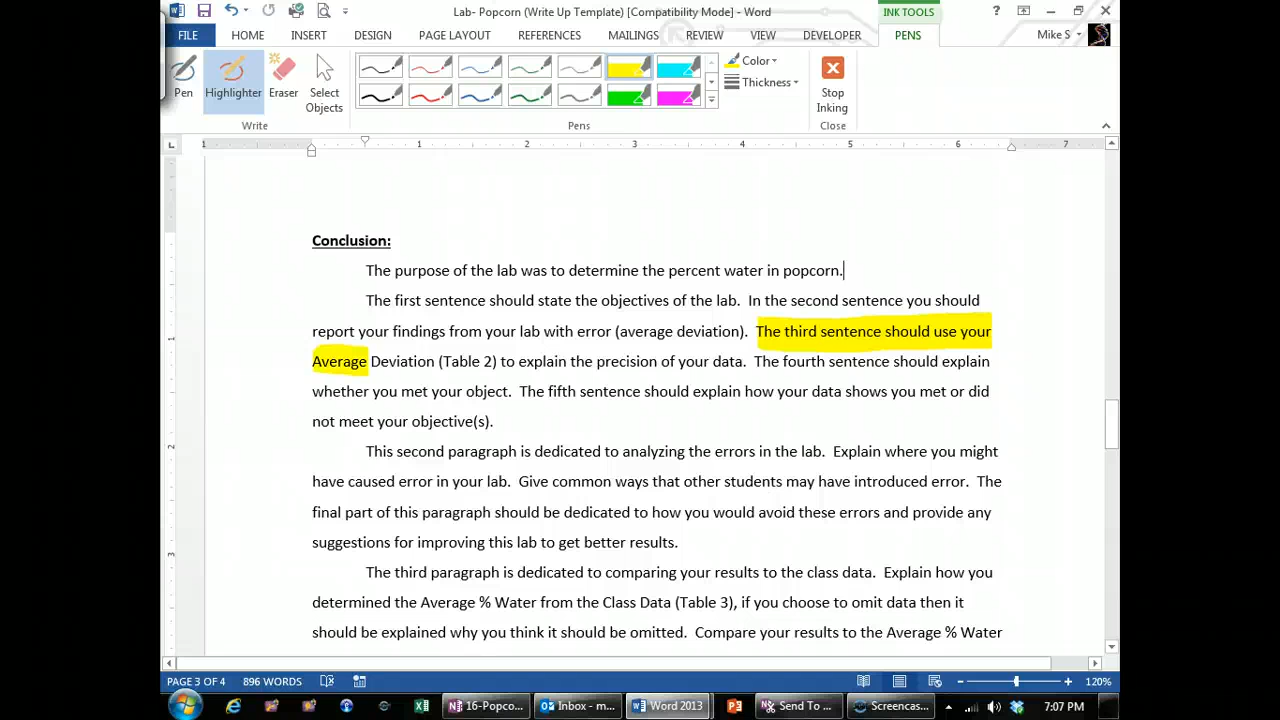 Lab- Popcorn (Write Up Template) [Compatibility Mode] - Word
INK TOOLS
?
FILE HOME INSERT DESIGN PAGE LAYOUT REFERENCES MAILINGS REVIEW VIEW DEVELOPER PENS Mike S
Pen Highlighter Eraser Select Objects Color Thickness Stop Inking
Write Pens Close
L 1 1 2 3 4 5 6 7
Conclusion:
The purpose of the lab was to determine the percent water in popcorn.
The first sentence should state the objectives of the lab. In the second sentence you should
report your findings from your lab with error (average deviation). The third sentence should use your
Average Deviation (Table 2) to explain the precision of your data. The fourth sentence should explain
whether you met your object. The fifth sentence should explain how your data shows you met or did
not meet your objective(s).
This second paragraph is dedicated to analyzing the errors in the lab. Explain where you might
have caused error in your lab. Give common ways that other students may have introduced error. The
final part of this paragraph should be dedicated to how you would avoid these errors and provide any
suggestions for improving this lab to get better results.
The third paragraph is dedicated to comparing your results to the class data. Explain how you
determined the Average % Water from the Class Data (Table 3), if you choose to omit data then it
should be explained why you think it should be omitted. Compare your results to the Average % Water
1
2
3
PAGE 3 OF 4 896 WORDS 120%
16-Popco... Inbox - m... Word 2013 Send To ... Screencas... 7:07 PM